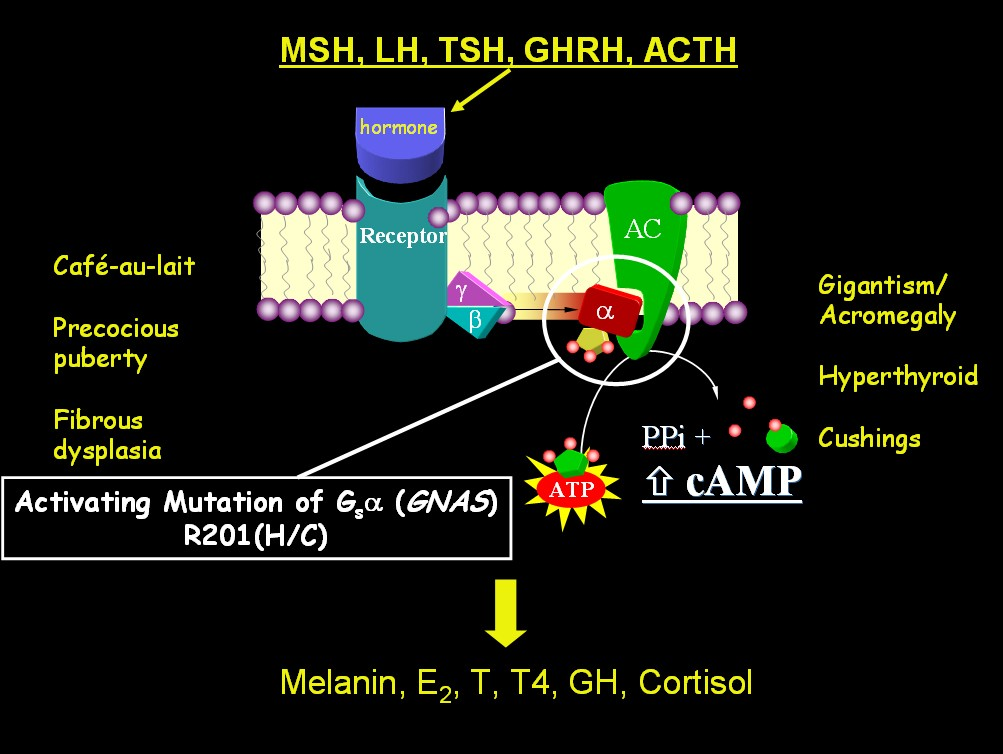 MSH, LH, TSH, GHRH, ACTH
hormone
Receptor
AC
γ
β
α
Café-au-lait
Precocious
puberty
Fibrous
dysplasia
Gigantism/
Acromegaly
Hyperthyroid
Cushings
PPi +
⇧ cAMP
ATP
Activating Mutation of Gsα (GNAS)
R201(H/C)
Melanin, E2, T, T4, GH, Cortisol